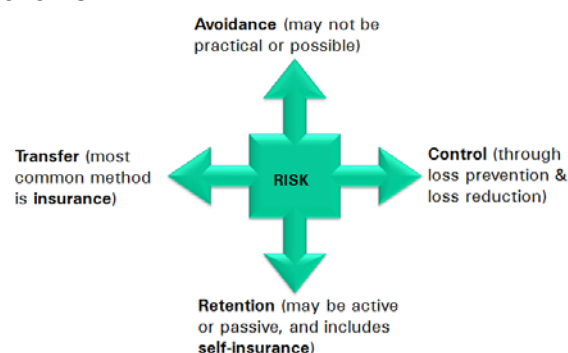 Avoidance (may not be
practical or possible)
Transfer (most
common method
is insurance)
RISK
Control (through
loss prevention &
loss reduction)
Retention (may be active
or passive, and includes
self-insurance)